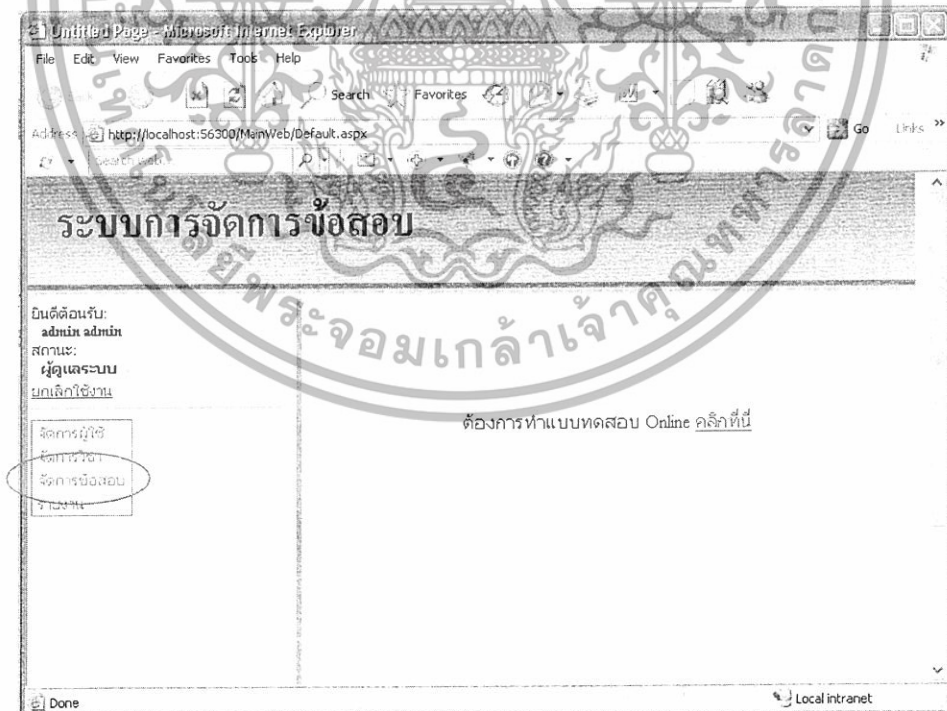 Untitled Page - Microsoft Internet Explorer
File Edit View Favorites Tools Help
Search Favorites
Address http://localhost:56300/MainWeb/Default.aspx Go Links »
Search web...
ระบบการจัดการข้อสอบ
ยินดีต้อนรับ:
admin admin
สถานะ:
ผู้ดูแลระบบ
ยกเลิกใช้งาน
จัดการผู้ใช้
จัดการวิชา
จัดการข้อสอบ
รายงาน
ต้องการทำแบบทดสอบ Online คลิกที่นี่
พระจอมเกล้าเจ้าคุณทหารลาด
Done Local intranet